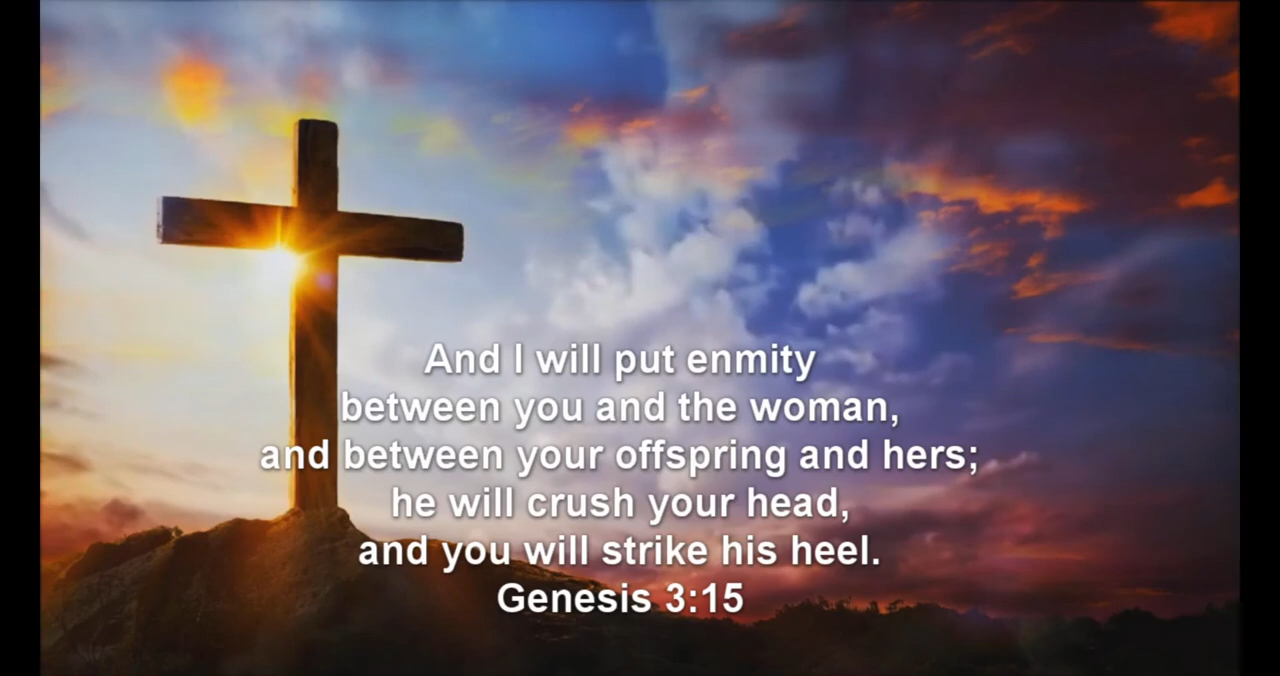 And I will put enmity
between you and the woman,
and between your offspring and hers;
he will crush your head,
and you will strike his heel.
Genesis 3:15